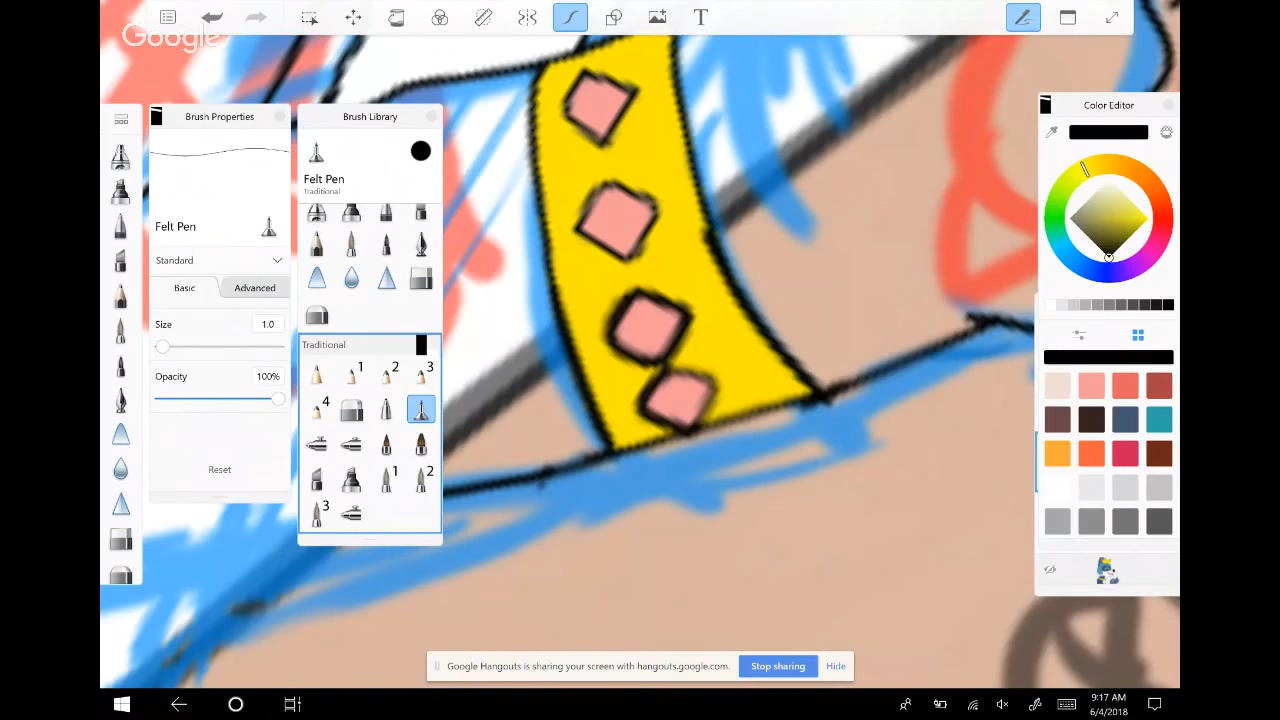 Google
T
Brush Properties
Felt Pen
Standard
Basic
Advanced
Size
1.0
Opacity
100%
Reset
Brush Library
Felt Pen
Traditional
Traditional
1
2
3
4
1
2
3
Color Editor
Google Hangouts is sharing your screen with hangouts.google.com.
Stop sharing
Hide
9:17 AM
6/4/2018